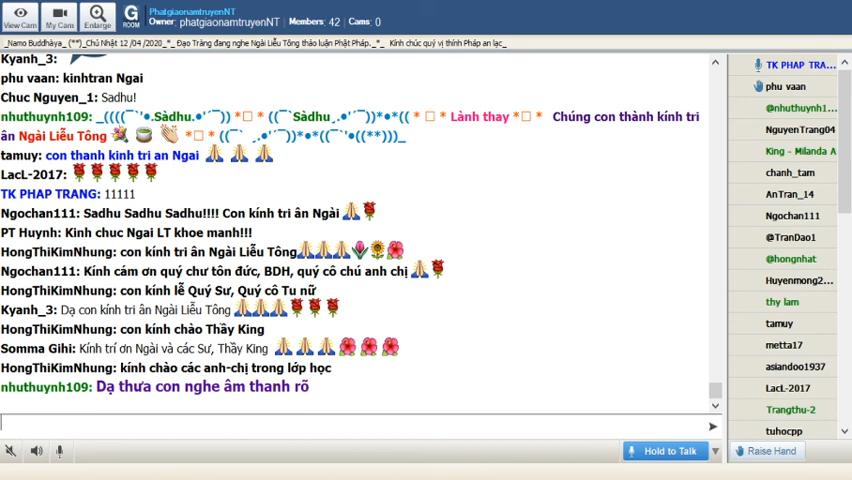 View Cam
My Cam
Enlarge
G ROOM
PhatgiaonamtruyenNT
Owner: phatgiaonamtruyenNT | Members: 42 | Cams: 0
_Namo Buddhàya_ (**)_Chủ Nhật 12 /04 /2020_*_ Đạo Tràng đang nghe Ngài Liễu Tông thảo luận Phật Pháp._*_ Kính chúc quý vị thính Pháp an lạc_
Kyanh_3:
phu vaan: kinhtran Ngai
Chuc Nguyen_1: Sadhu!
nhuthuynh109: _((((¯`'•.Sàdhu.•'´¯)) *□ * ((¯`Sàdhu¸.•'´¯))*•*(( * □ * Lành thay *□ * Chúng con thành kính tri
ân Ngài Liễu Tông 💐 🍵 👏 *□ * ((¯` ¸.•'´¯))*•*((¯`'•((**)))_
tamuy: con thanh kinh tri an Ngai 🙏 🙏 🙏
LacL-2017: 🌹🌹🌹🌹🌹
TK PHAP TRANG: 11111
Ngochan111: Sadhu Sadhu Sadhu!!!! Con kính tri ân Ngài 🙏🌹
PT Huynh: Kinh chuc Ngai LT khoe manh!!!
HongThiKimNhung: con kính tri ân Ngài Liễu Tông🙏🙏🙏🌷🌻🌺
Ngochan111: Kính cám ơn quý chư tôn đức, BDH, quý cô chú anh chị 🙏🌹
HongThiKimNhung: con kính lễ Quý Sư, Quý cô Tu nữ
Kyanh_3: Dạ con kính tri ân Ngài Liễu Tông 🙏🙏🙏🌹🌹🌹
HongThiKimNhung: con kính chào Thầy King
Somma Gihi: Kính trí ơn Ngài và các Sư, Thầy King 🙏 🙏 🙏 🌺 🌺 🌺
HongThiKimNhung: kính chào các anh-chị trong lớp học
nhuthuynh109: Dạ thưa con nghe âm thanh rõ
TK PHAP TRA...
phu vaan
@nhuthuynh1...
NguyenTrang04
King - Milanda A
chanh_tam
AnTran_14
Ngochan111
@TranDao1
@hongnhat
Huyenmong2...
thy lam
tamuy
metta17
asiandoo1937
LacL-2017
Trangthu-2
tuhocpp
Hold to Talk
Raise Hand